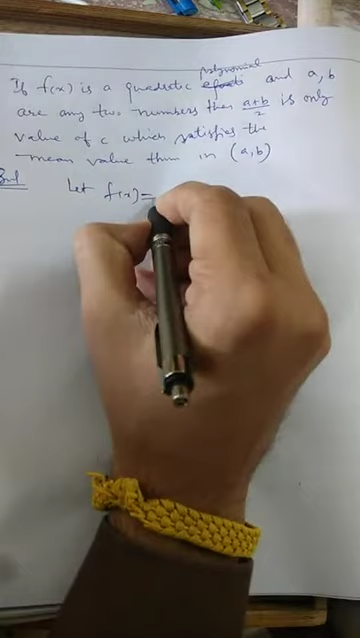 Polynomial
If f(x) is a quadratic and a, b
are any two numbers then a+b/2 is only
value of c which satisfies the
mean value thm in (a,b)
Sol Let f(x)=